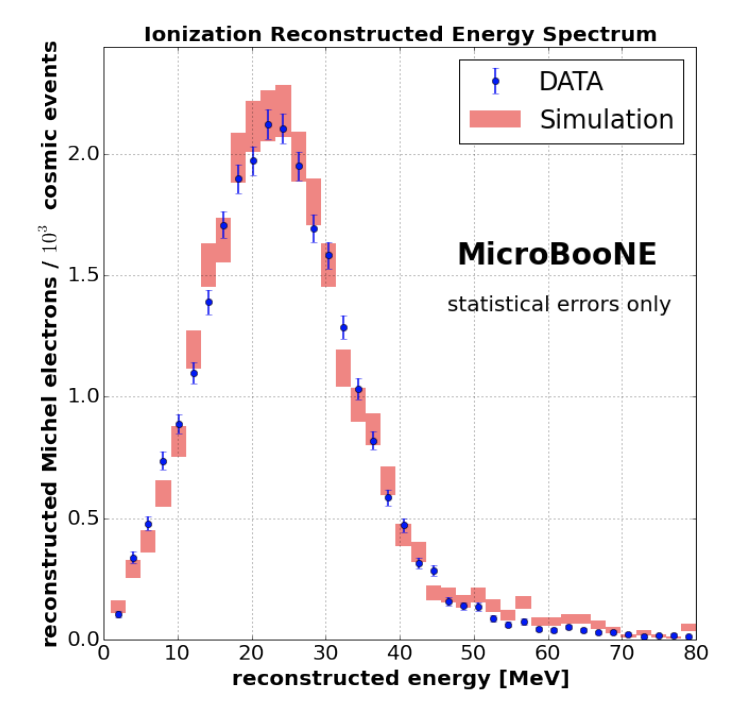 Ionization Reconstructed Energy Spectrum
reconstructed Michel electrons / 10³ cosmic events
2.0
1.5
1.0
0.5
0.0
DATA
Simulation
MicroBooNE
statistical errors only
0 10 20 30 40 50 60 70 80
reconstructed energy [MeV]